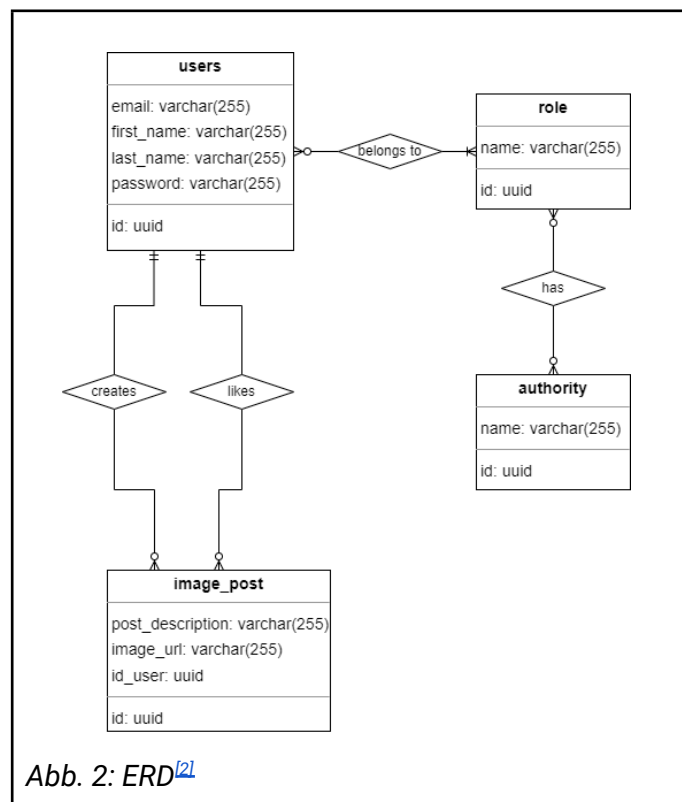 users
email: varchar(255)
first_name: varchar(255)
last_name: varchar(255)
password: varchar(255)
id: uuid
belongs to
role
name: varchar(255)
id: uuid
has
authority
name: varchar(255)
id: uuid
creates
likes
image_post
post_description: varchar(255)
image_url: varchar(255)
id_user: uuid
id: uuid
Abb. 2: ERD[2]